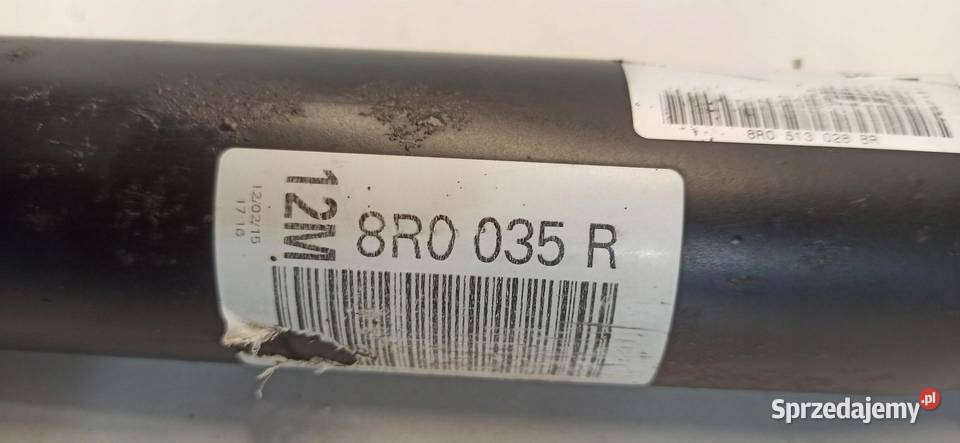 8R0 513 028 8R
12/02/15
17:16
12M
8R0 035 R
Sprzedajemy.pl